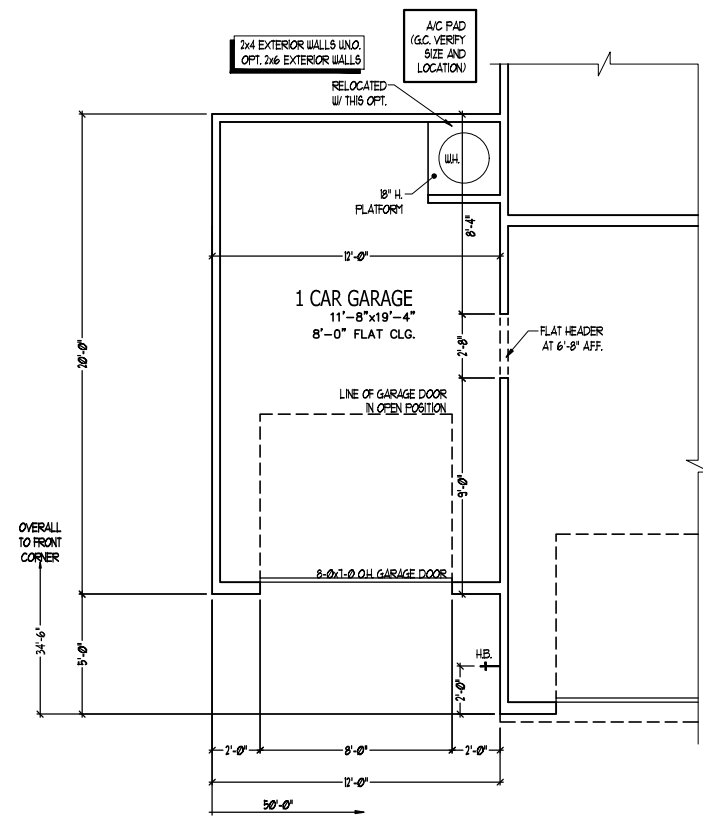 A/C PAD
(G.C. VERIFY
SIZE AND
LOCATION)
2x4 EXTERIOR WALLS U.N.O.
OPT. 2x6 EXTERIOR WALLS
RELOCATED
W/ THIS OPT.
W.H.
18" H.
PLATFORM
8'-4"
12'-0"
1 CAR GARAGE
11'-8"x19'-4"
8'-0" FLAT CLG.
FLAT HEADER
AT 6'-8" A.F.F.
2'-8"
20'-0"
LINE OF GARAGE DOOR
IN OPEN POSITION
9'-0"
OVERALL
TO FRONT
CORNER
8-0x7-0 O.H. GARAGE DOOR
34'-6"
5'-0"
H.B.
2'-0"
2'-0"
8'-0"
2'-0"
12'-0"
50'-0"